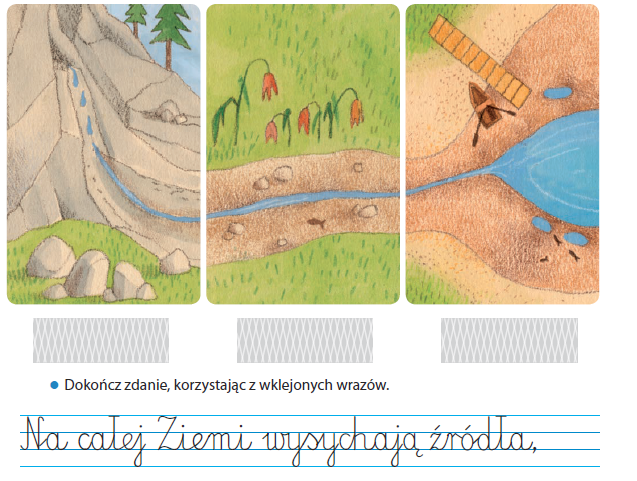 Dokończ zdanie, korzystając z wklejonych wrazów.
Na całej Ziemi wysychają źródła,